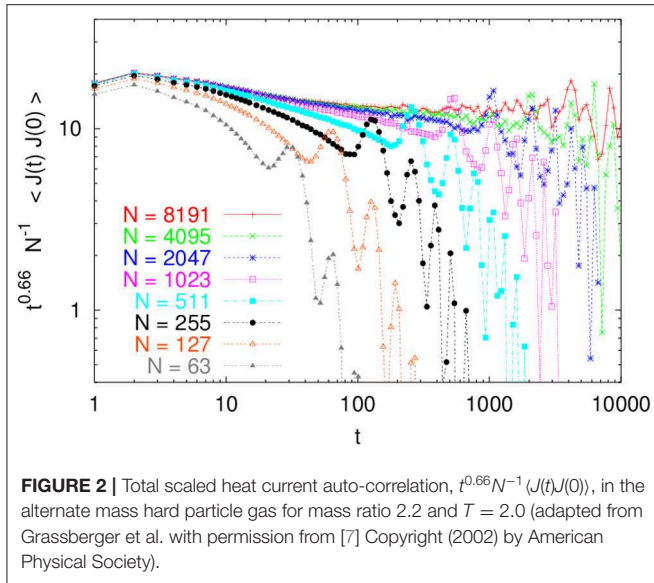 t^0.66 N^-1 < J(t) J(0) >
10
1
N = 8191
N = 4095
N = 2047
N = 1023
N = 511
N = 255
N = 127
N = 63
1 10 100 1000 10000
t
FIGURE 2 | Total scaled heat current auto-correlation, t^0.66 N^−1⟨J(t)J(0)⟩, in the
alternate mass hard particle gas for mass ratio 2.2 and T = 2.0 (adapted from
Grassberger et al. with permission from [7] Copyright (2002) by American
Physical Society).